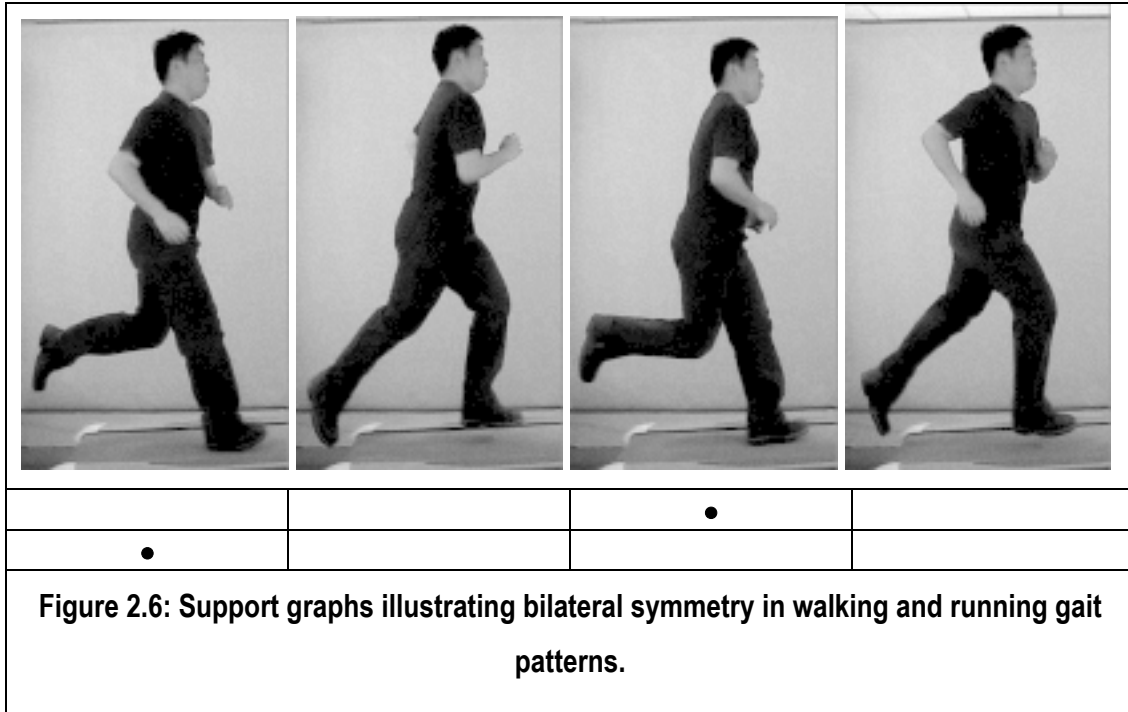 Figure 2.6: Support graphs illustrating bilateral symmetry in walking and running gait
patterns.